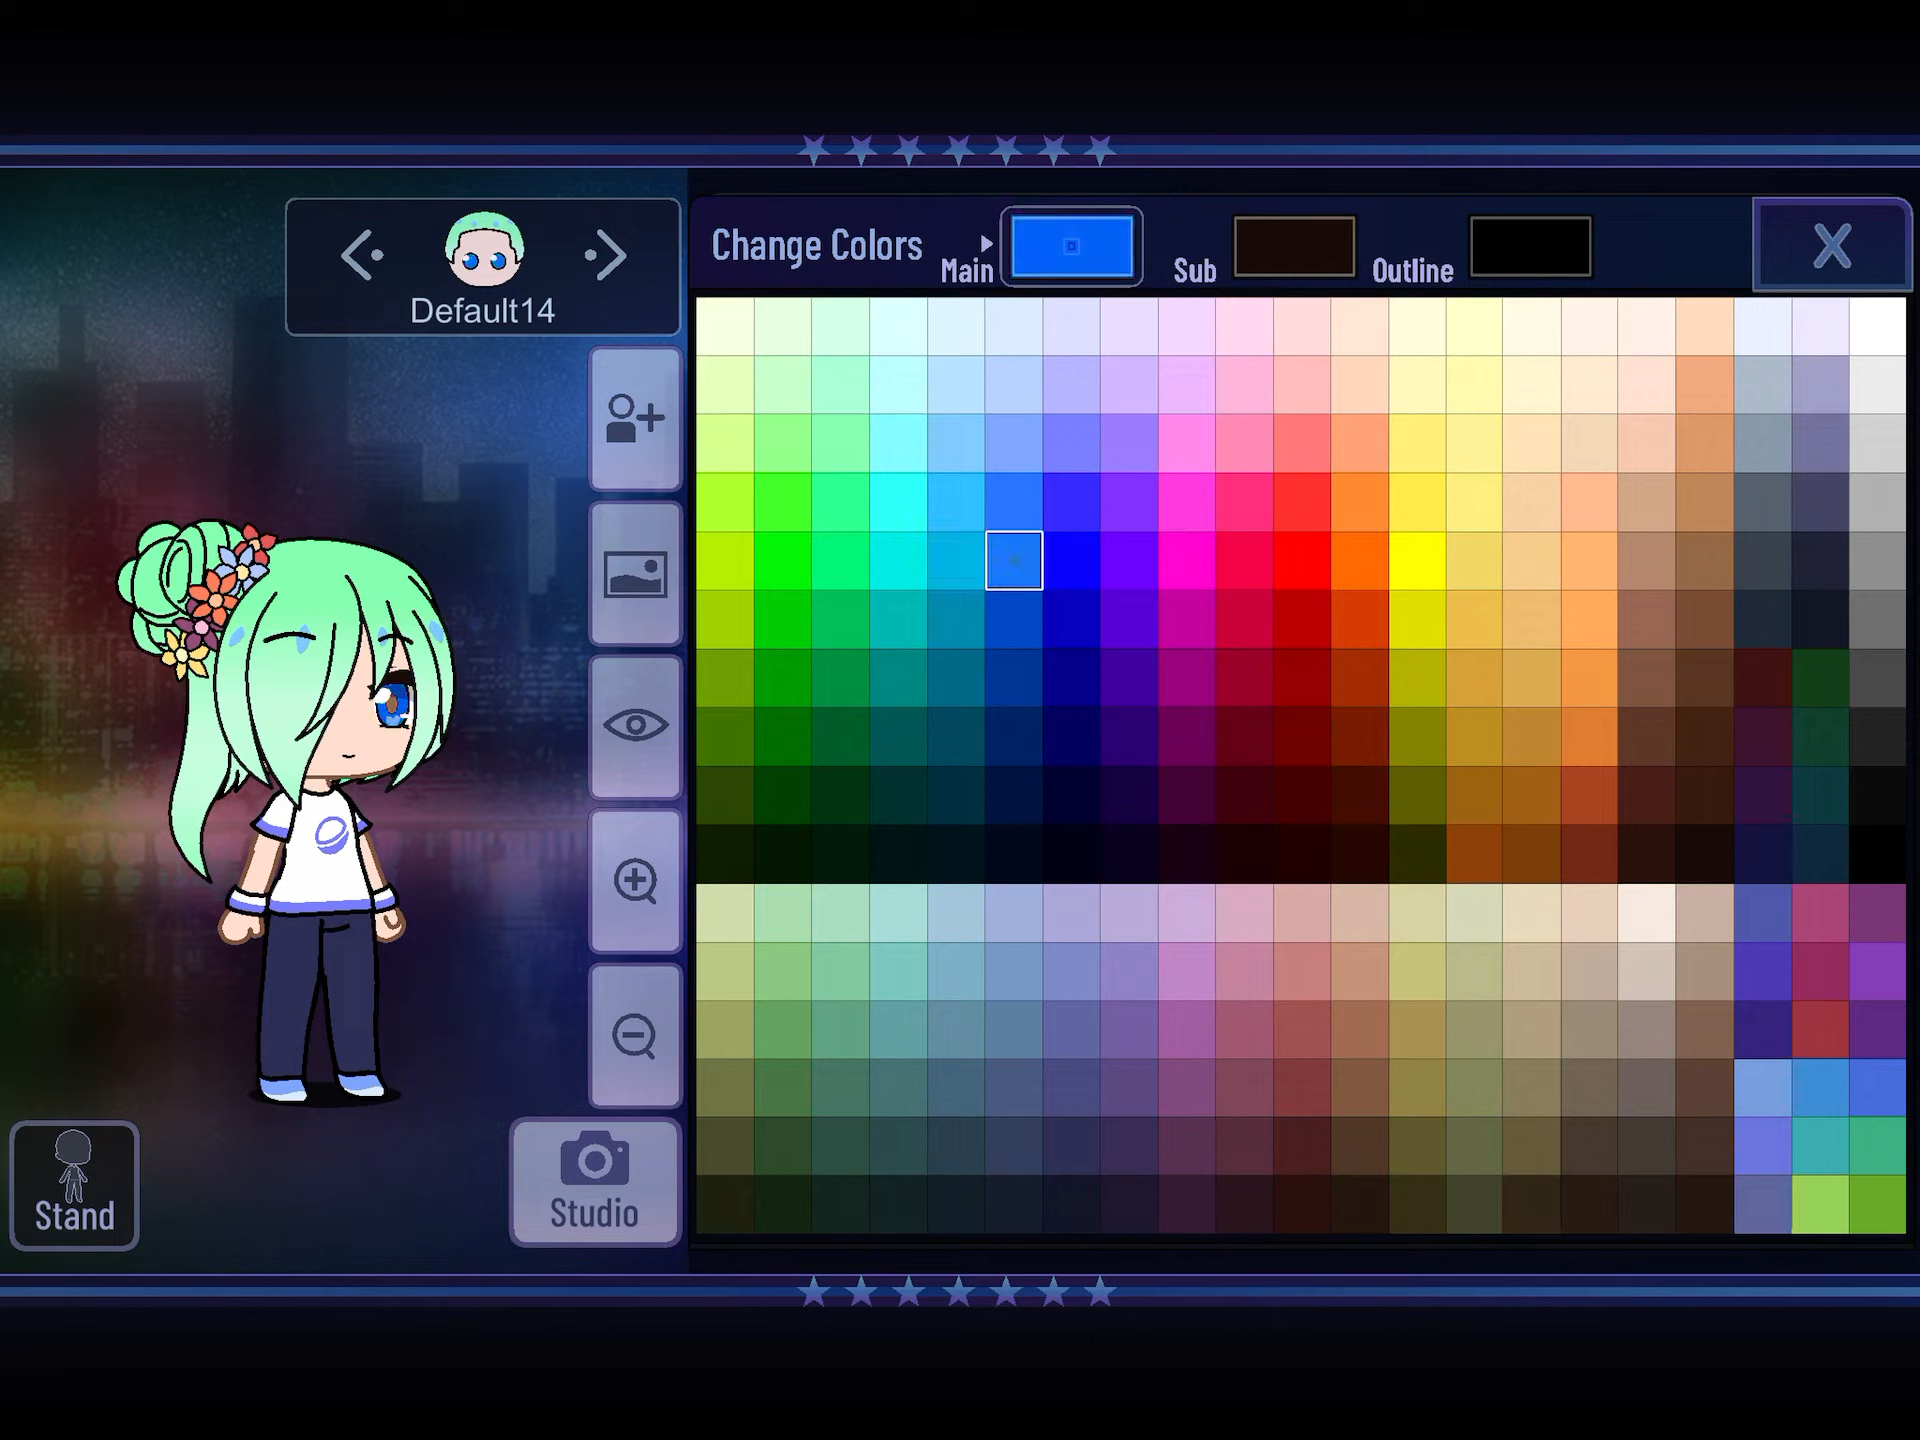 Default14
Change Colors
Main
Sub
Outline
X
Stand
Studio